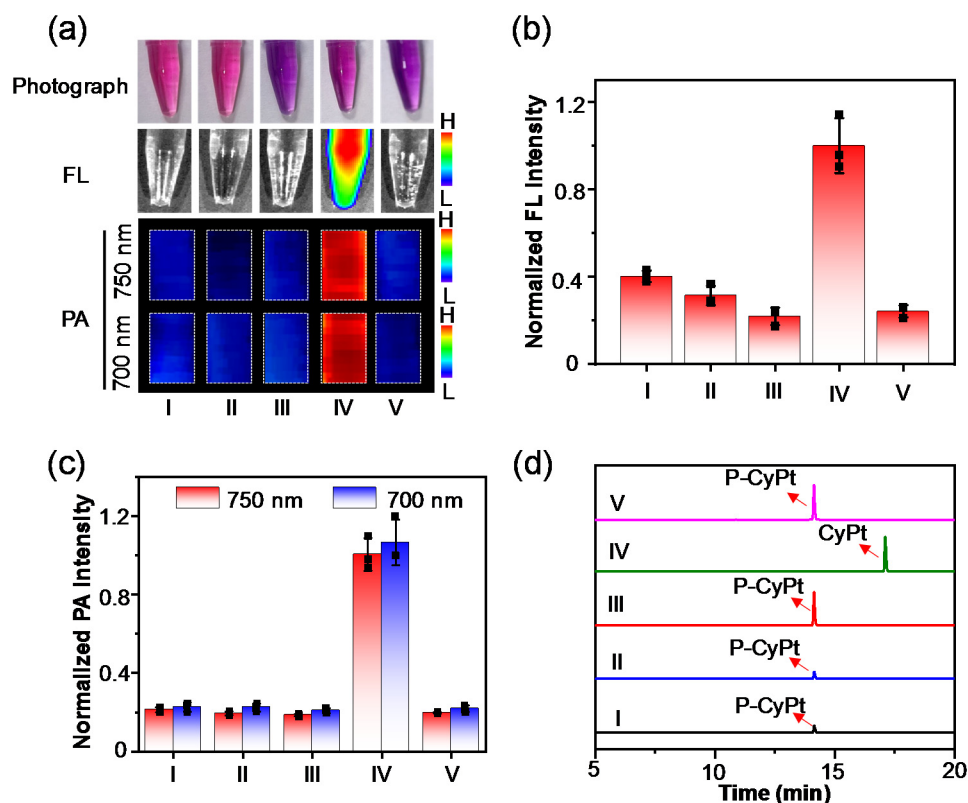 (a)
Photograph
FL
H
L
PA
750 nm
700 nm
H
L
H
L
I II III IV V
(b)
Normalized FL Intensity
1.2
0.8
0.4
0
I II III IV V
(c)
750 nm 700 nm
Normalized PA Intensity
1.2
0.8
0.4
0
I II III IV V
(d)
V P-CyPt
IV CyPt
III P-CyPt
II P-CyPt
I P-CyPt
5 10 15 20
Time (min)